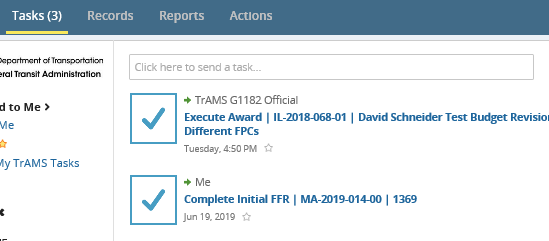 Tasks (3) Records Reports Actions
Department of Transportation
eral Transit Administration
Click here to send a task...
d to Me >
Me
My TrAMS Tasks
TrAMS G1182 Official
Execute Award | IL-2018-068-01 | David Schneider Test Budget Revision
Different FPCs
Tuesday, 4:50 PM
Me
Complete Initial FFR | MA-2019-014-00 | 1369
Jun 19, 2019